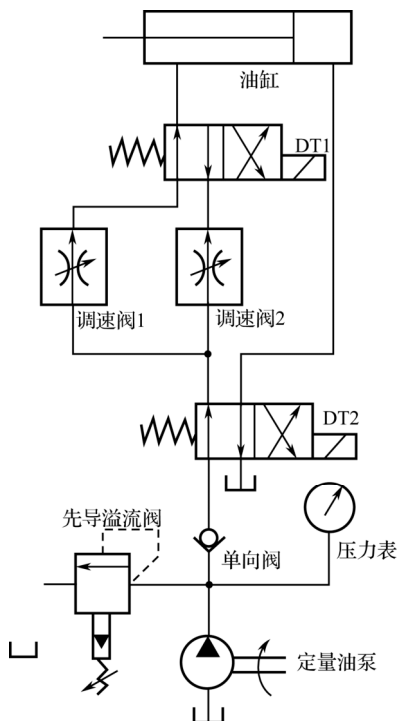 油缸
DT1
调速阀1
调速阀2
DT2
先导溢流阀
单向阀
压力表
定量油泵